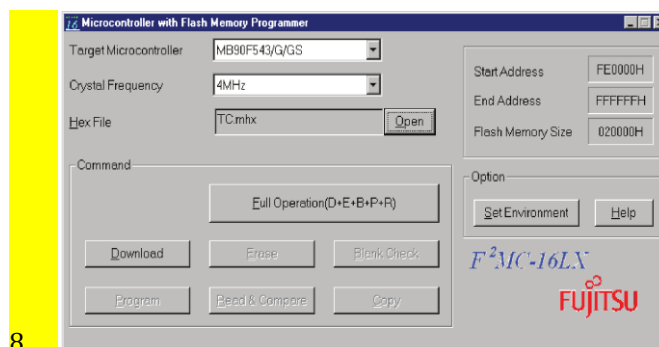 16 Microcontroller with Flash Memory Programmer
Target Microcontroller MB90F543/G/GS
Crystal Frequency 4MHz
Hex File TC.mhx Open
Start Address FE0000H
End Address FFFFFFH
Flash Memory Size 020000H
Command
Full Operation(D+E+B+P+R)
Download Erase Blank Check
Program Read & Compare Copy
Option
Set Environment Help
F²MC-16LX
FUJITSU
8